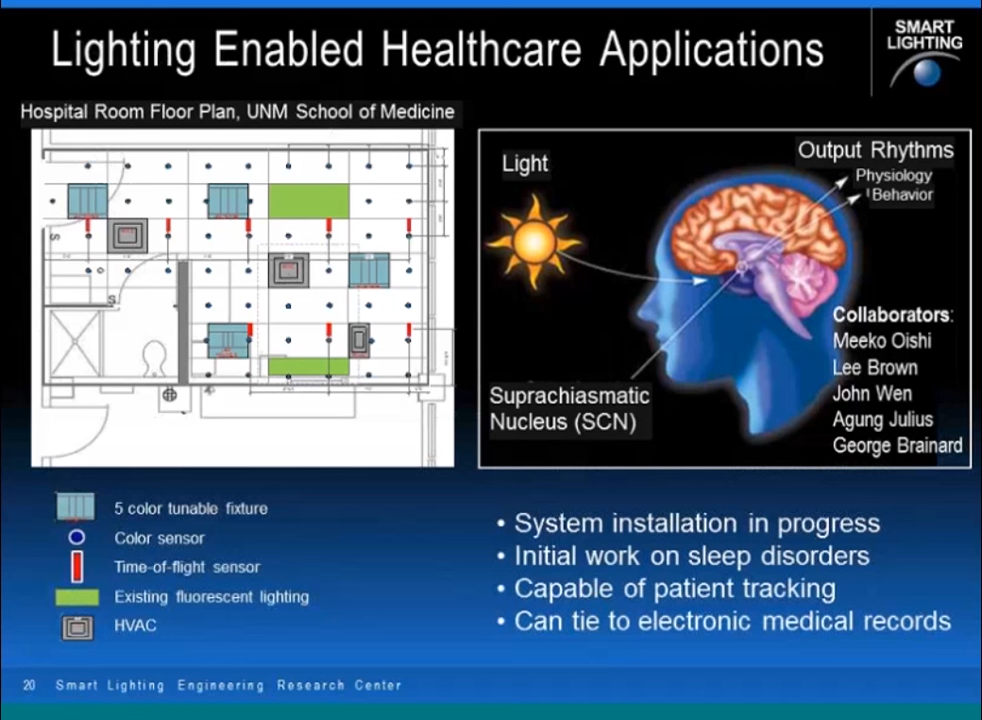 Lighting Enabled Healthcare Applications
SMART
LIGHTING
Hospital Room Floor Plan, UNM School of Medicine
S
S
Light
Output Rhythms
Physiology
Behavior
Suprachiasmatic
Nucleus (SCN)
Collaborators:
Meeko Oishi
Lee Brown
John Wen
Agung Julius
George Brainard
5 color tunable fixture
Color sensor
Time-of-flight sensor
Existing fluorescent lighting
HVAC
• System installation in progress
• Initial work on sleep disorders
• Capable of patient tracking
• Can tie to electronic medical records
20 Smart Lighting Engineering Research Center